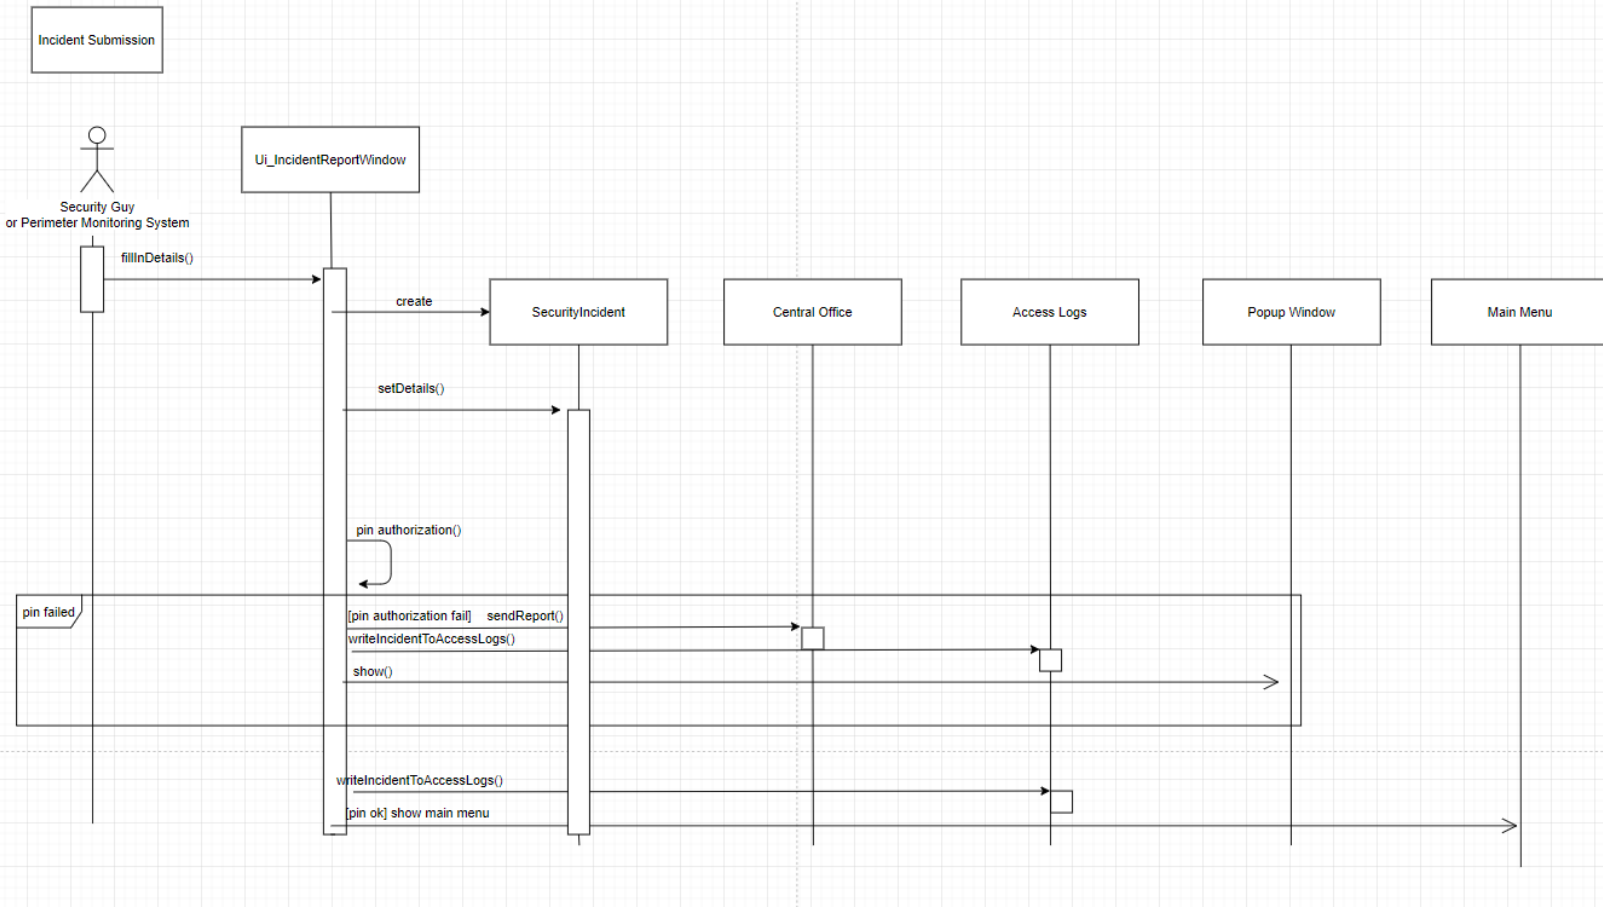 Incident Submission
Ui_IncidentReportWindow
Security Guy
or Perimeter Monitoring System
fillInDetails()
create
SecurityIncident
Central Office
Access Logs
Popup Window
Main Menu
setDetails()
pin authorization()
pin failed
[pin authorization fail] sendReport()
writeIncidentToAccessLogs()
show()
writeIncidentToAccessLogs()
[pin ok] show main menu